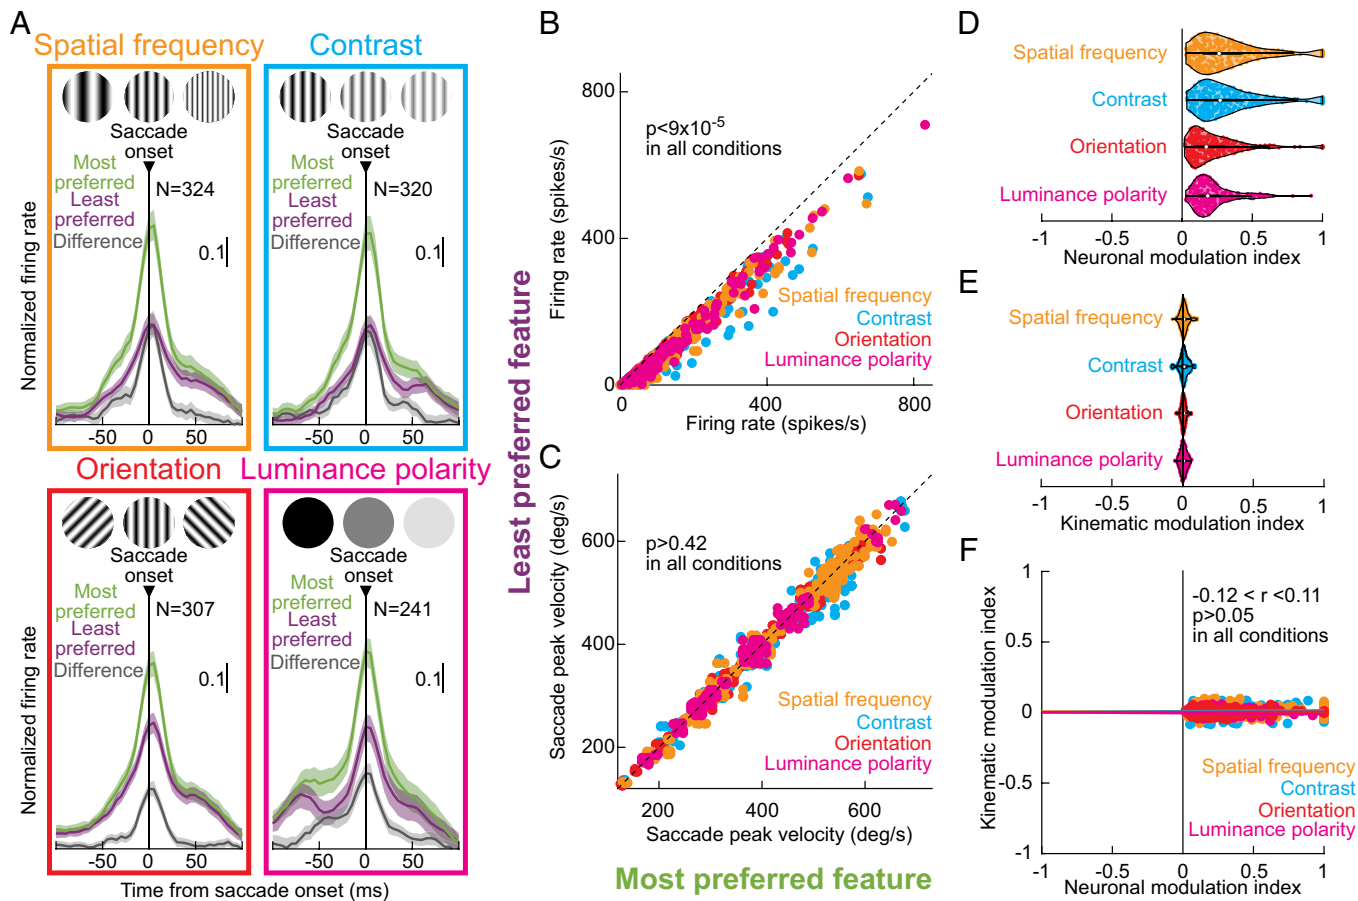 A
Spatial frequency
Contrast
Saccade
onset
Most
preferred
Least
preferred
Difference
N=324
0.1
Saccade
onset
Most
preferred
Least
preferred
Difference
N=320
0.1
Normalized firing rate
-50
0
50
-50
0
50
Orientation
Luminance polarity
Saccade
onset
Most
preferred
Least
preferred
Difference
N=307
0.1
Saccade
onset
Most
preferred
Least
preferred
Difference
N=241
0.1
Normalized firing rate
-50
0
50
-50
0
50
Time from saccade onset (ms)
Least preferred feature
B
Firing rate (spikes/s)
800
400
0
p<9x10-5
in all conditions
Spatial frequency
Contrast
Orientation
Luminance polarity
0
400
800
Firing rate (spikes/s)
C
Saccade peak velocity (deg/s)
600
400
200
p>0.42
in all conditions
Spatial frequency
Contrast
Orientation
Luminance polarity
200
400
600
Saccade peak velocity (deg/s)
Most preferred feature
D
Spatial frequency
Contrast
Orientation
Luminance polarity
-1
-0.5
0
0.5
1
Neuronal modulation index
E
Spatial frequency
Contrast
Orientation
Luminance polarity
-1
-0.5
0
0.5
1
Kinematic modulation index
F
Kinematic modulation index
1
0.5
0
-0.5
-1
-0.12 < r <0.11
p>0.05
in all conditions
Spatial frequency
Contrast
Orientation
Luminance polarity
-1
-0.5
0
0.5
1
Neuronal modulation index